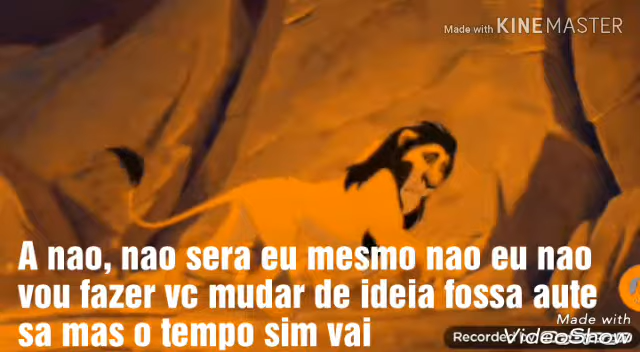 Made with KINEMASTER
A nao, nao sera eu mesmo nao eu nao
vou fazer vc mudar de ideia fossa aute
sa mas o tempo sim vai
Made with
VideoShow
Recorded